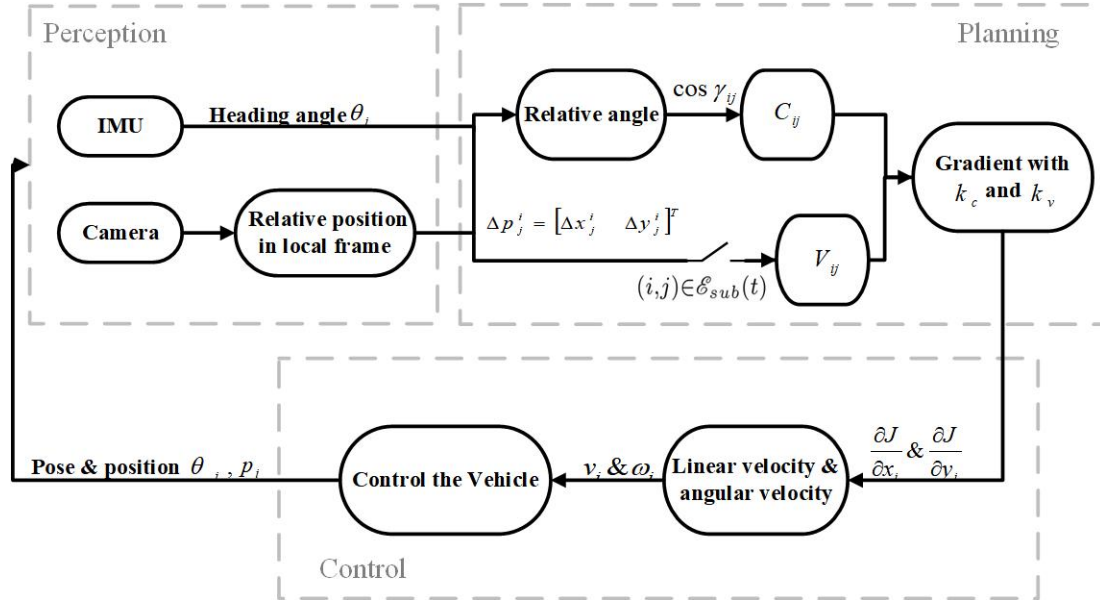 Perception
Planning
IMU
Heading angle θ_i
Relative angle
cos γ_ij
C_ij
Gradient with
k_c and k_v
Camera
Relative position
in local frame
Δp_j^i = [Δx_j^i Δy_j^i]^T
(i,j)∈ℰ_sub(t)
V_ij
Pose & position θ_i , p_i
Control the Vehicle
v_i & ω_i
Linear velocity &
angular velocity
∂J/∂x_i & ∂J/∂y_i
Control